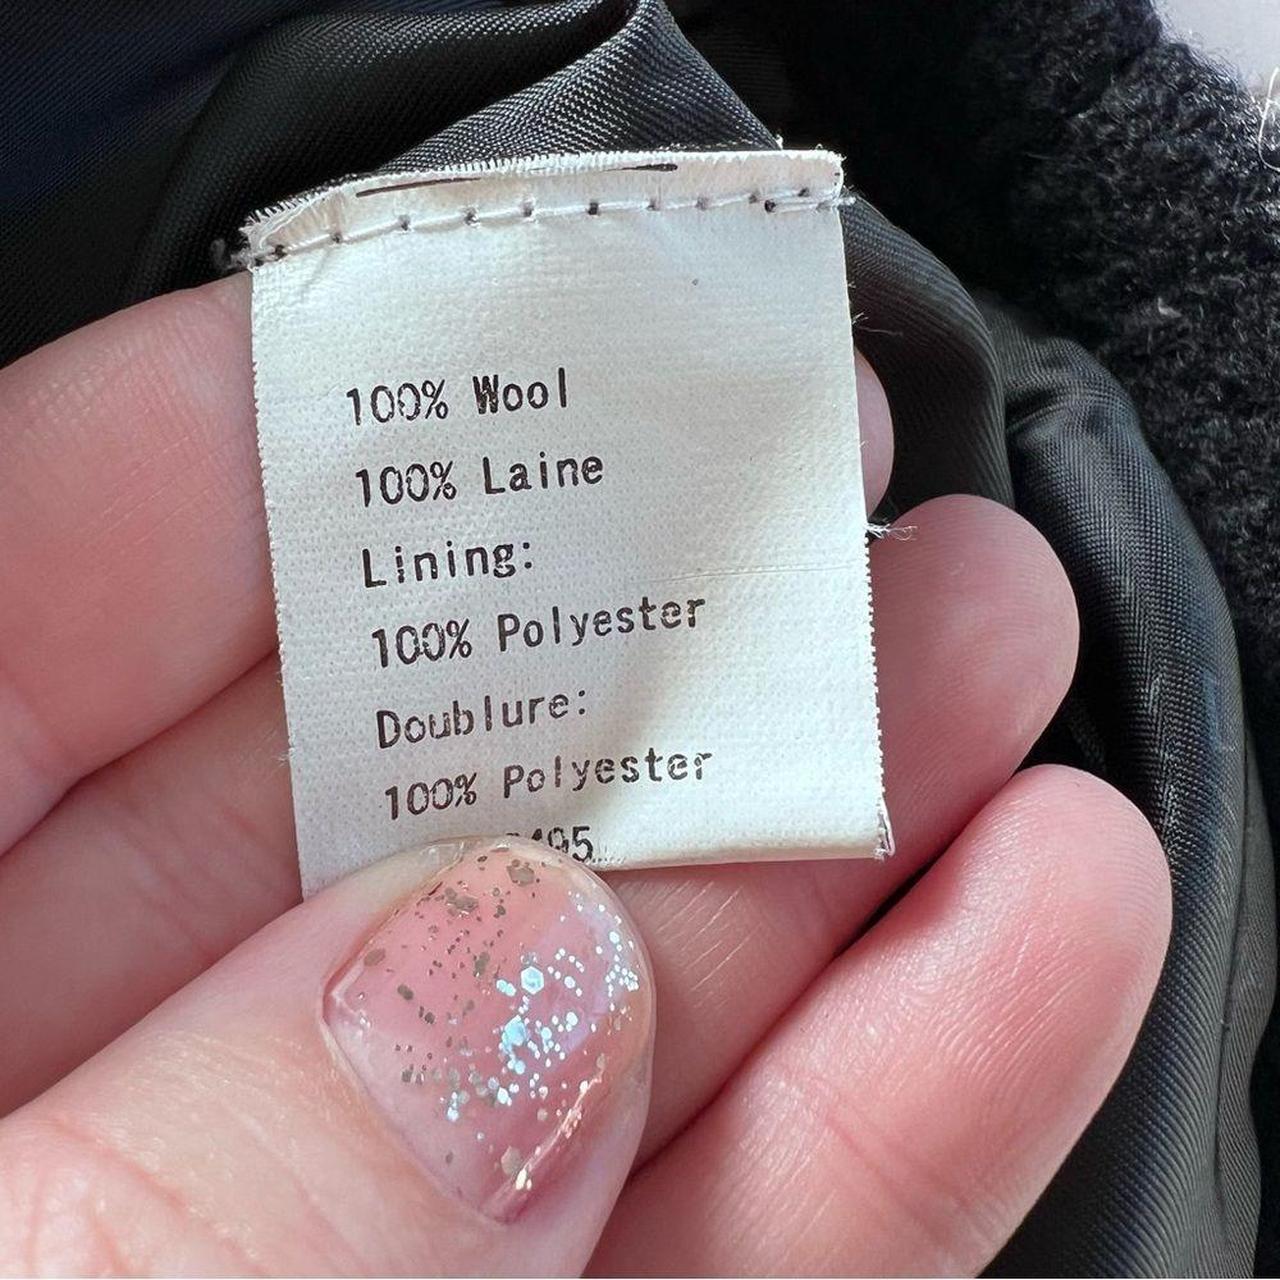 100% Wool
100% Laine
Lining:
100% Polyester
Doublure:
100% Polyester